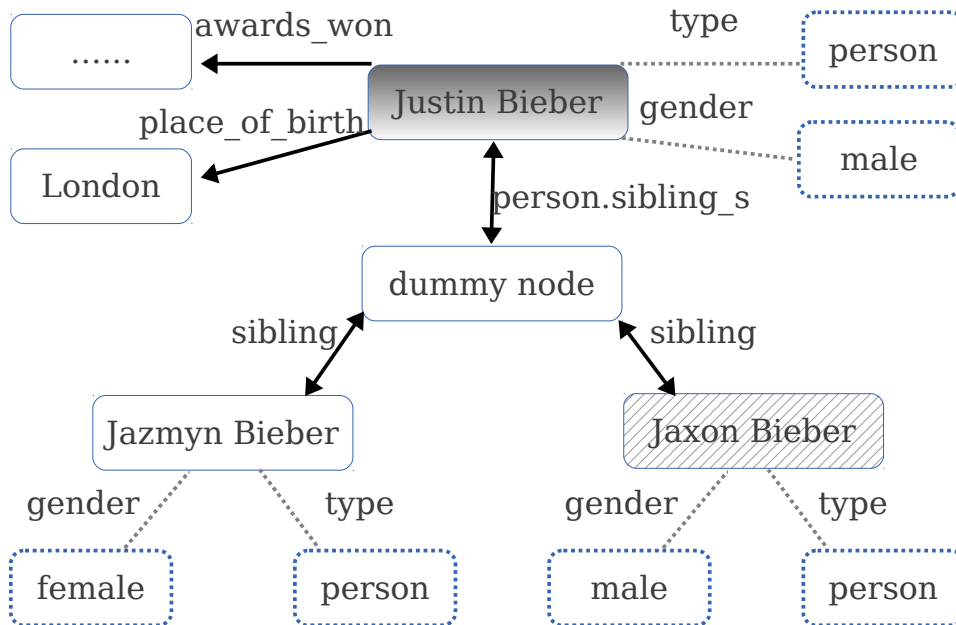 awards_won
type
......
person
Justin Bieber
gender
place_of_birth
male
London
person.sibling_s
dummy node
sibling
sibling
Jazmyn Bieber
Jaxon Bieber
gender
type
gender
type
female
person
male
person